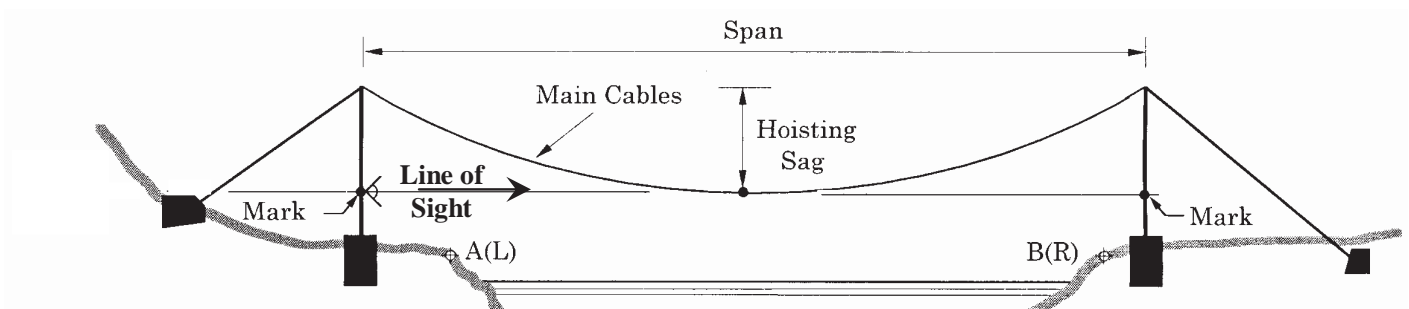 Span
Main Cables
Hoisting
Sag
Line of
Sight
Mark
Mark
A(L)
B(R)